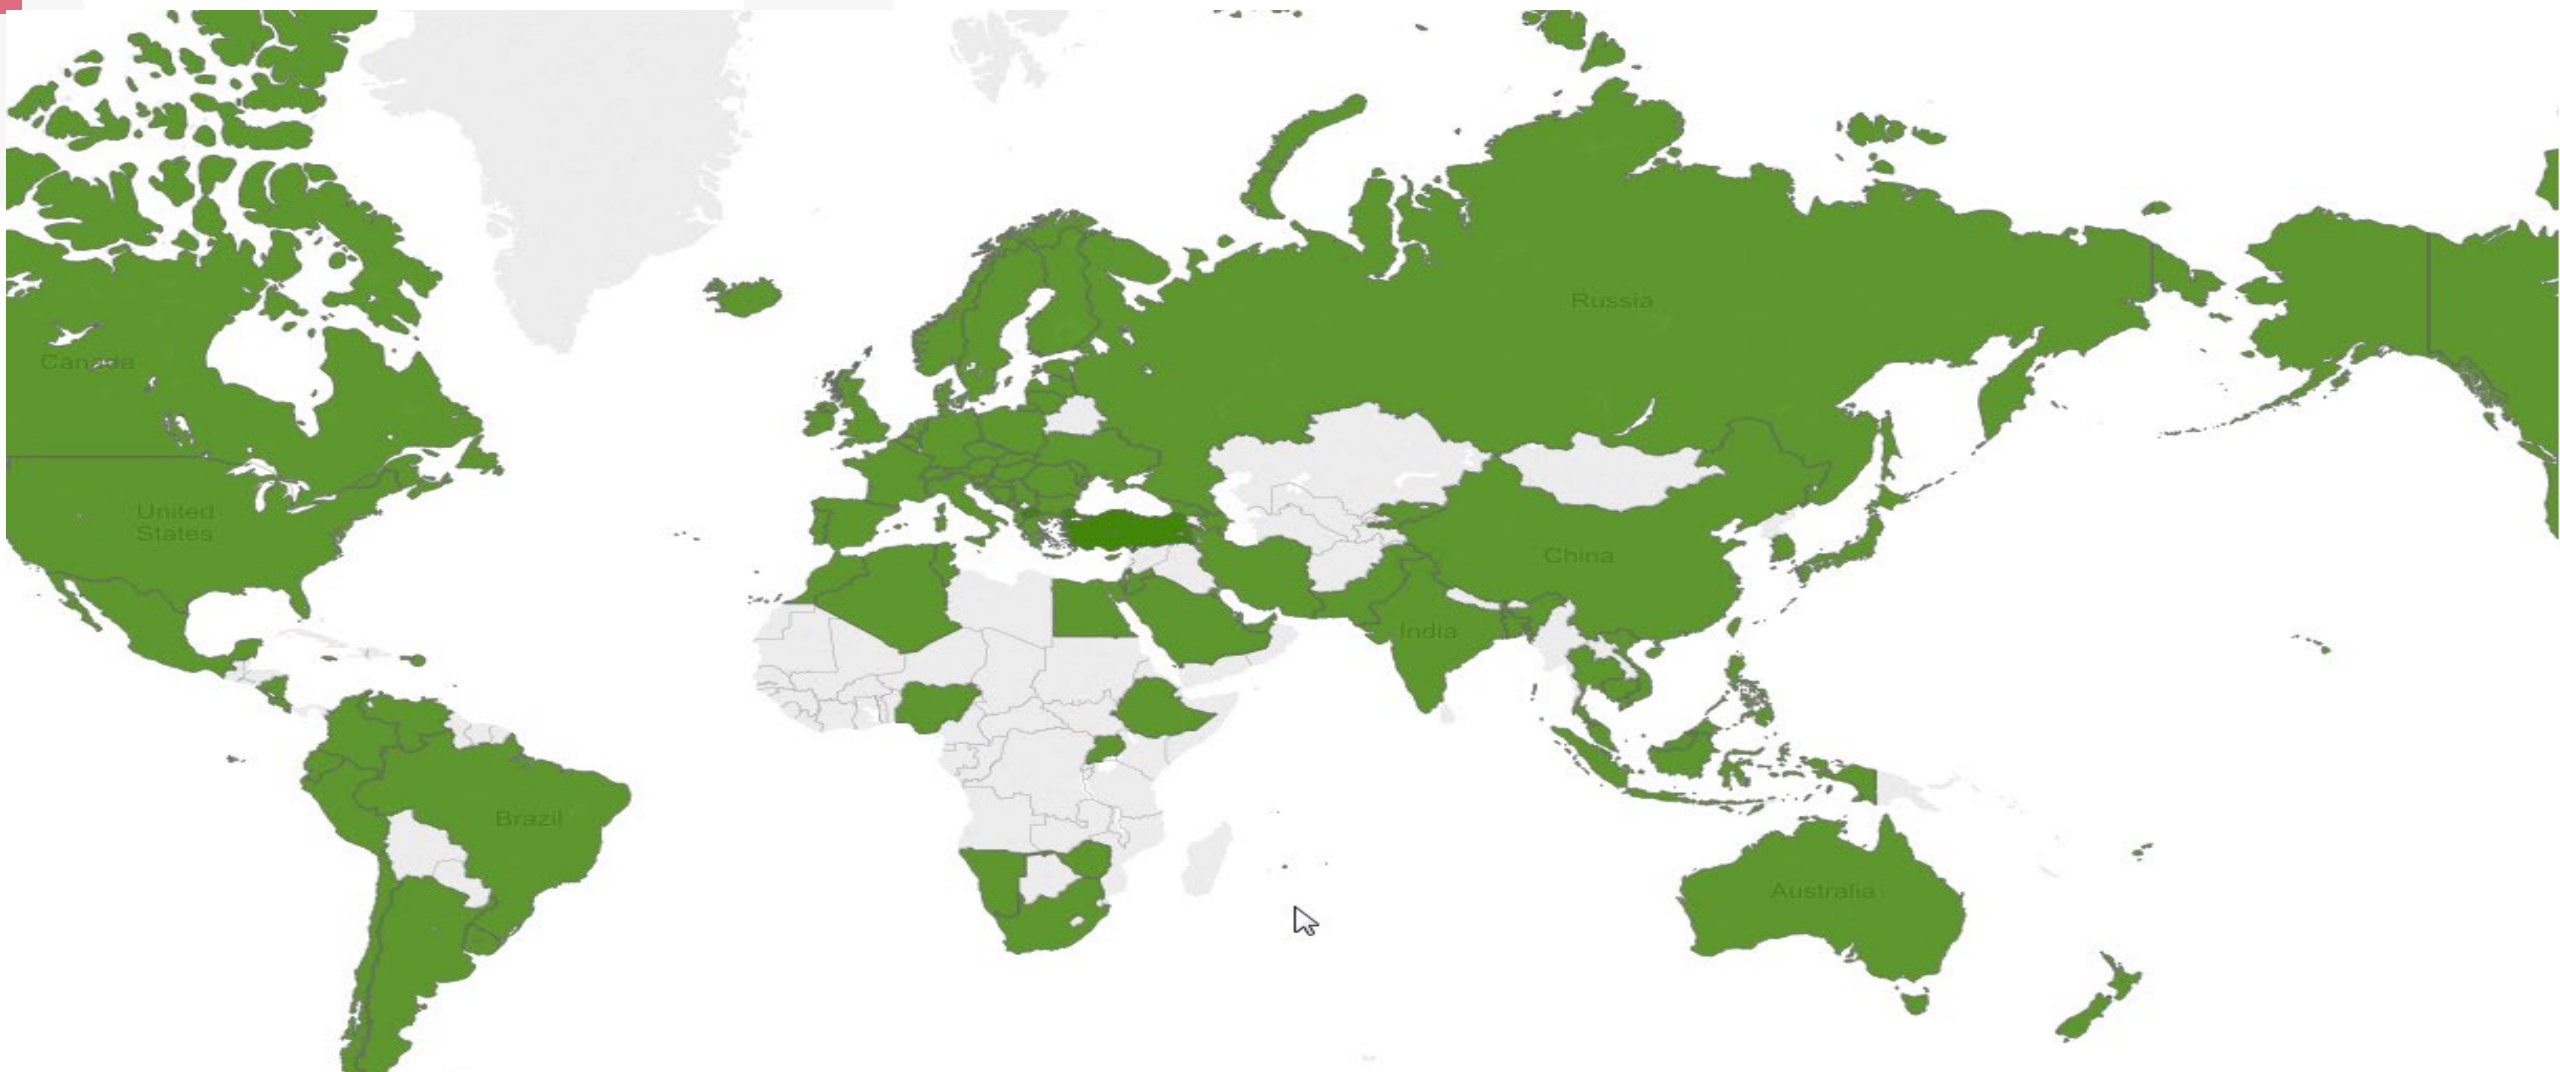 Russia
Canada
United
States
China
India
Brazil
Australia